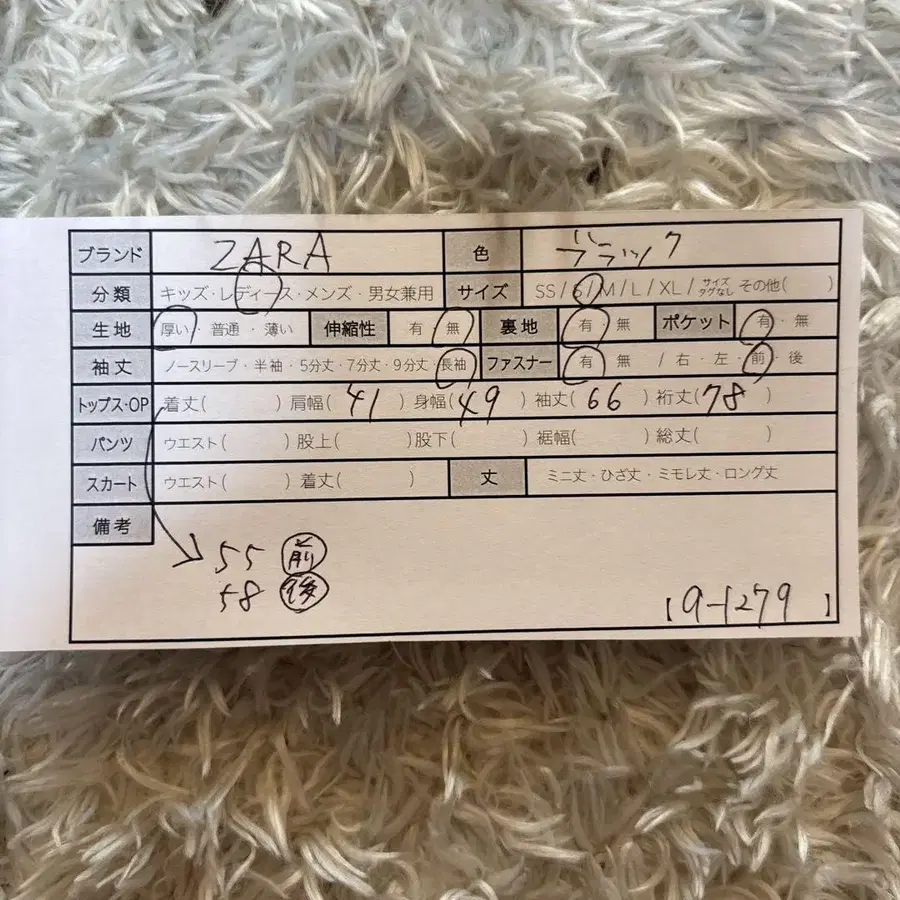 ブランド ZARA 色 ブラック
分類 キッズ・レディース・メンズ・男女兼用 サイズ SS / S / M / L / XL / サイズタグなし その他( )
生地 厚い・普通・薄い 伸縮性 有 無 裏地 有 無 ポケット 有・無
袖丈 ノースリーブ・半袖・5分丈・7分丈・9分丈・長袖 ファスナー 有 無 / 右・左・前・後
トップス・OP 着丈( ) 肩幅( 41 ) 身幅( 49 ) 袖丈( 66 ) 裄丈( 78 )
パンツ ウエスト( ) 股上( ) 股下( ) 裾幅( ) 総丈( )
スカート ウエスト( ) 着丈( ) 丈 ミニ丈・ひざ丈・ミモレ丈・ロング丈
備考
55 前
58 後
【9-1279】